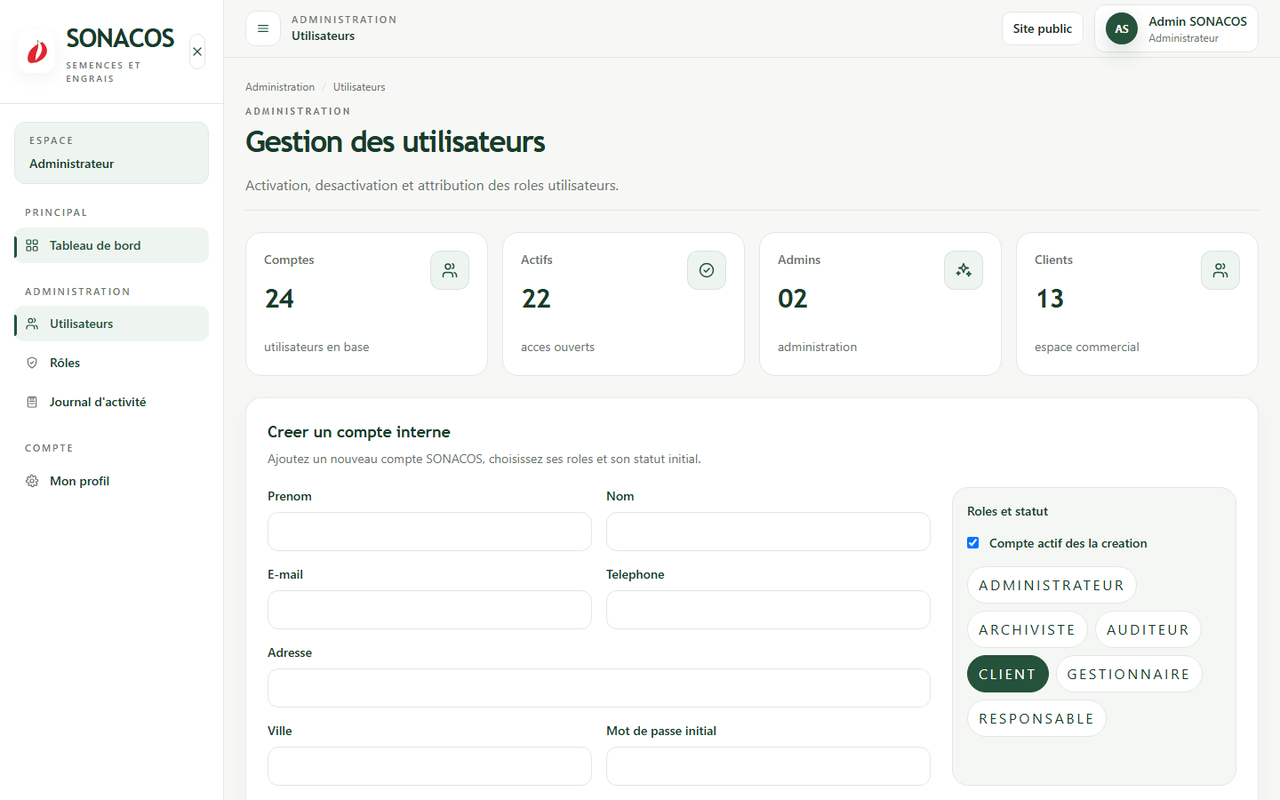 SONACOS
SEMENCES ET
ENGRAIS
ESPACE
Administrateur
PRINCIPAL
Tableau de bord
ADMINISTRATION
Utilisateurs
Rôles
Journal d'activité
COMPTE
Mon profil
ADMINISTRATION
Utilisateurs
Site public
AS
Admin SONACOS
Administrateur
Administration / Utilisateurs
ADMINISTRATION
Gestion des utilisateurs
Activation, desactivation et attribution des roles utilisateurs.
Comptes
24
utilisateurs en base
Actifs
22
acces ouverts
Admins
02
administration
Clients
13
espace commercial
Creer un compte interne
Ajoutez un nouveau compte SONACOS, choisissez ses roles et son statut initial.
Prenom
Nom
E-mail
Telephone
Adresse
Ville
Mot de passe initial
Roles et statut
Compte actif des la creation
ADMINISTRATEUR
ARCHIVISTE
AUDITEUR
CLIENT
GESTIONNAIRE
RESPONSABLE